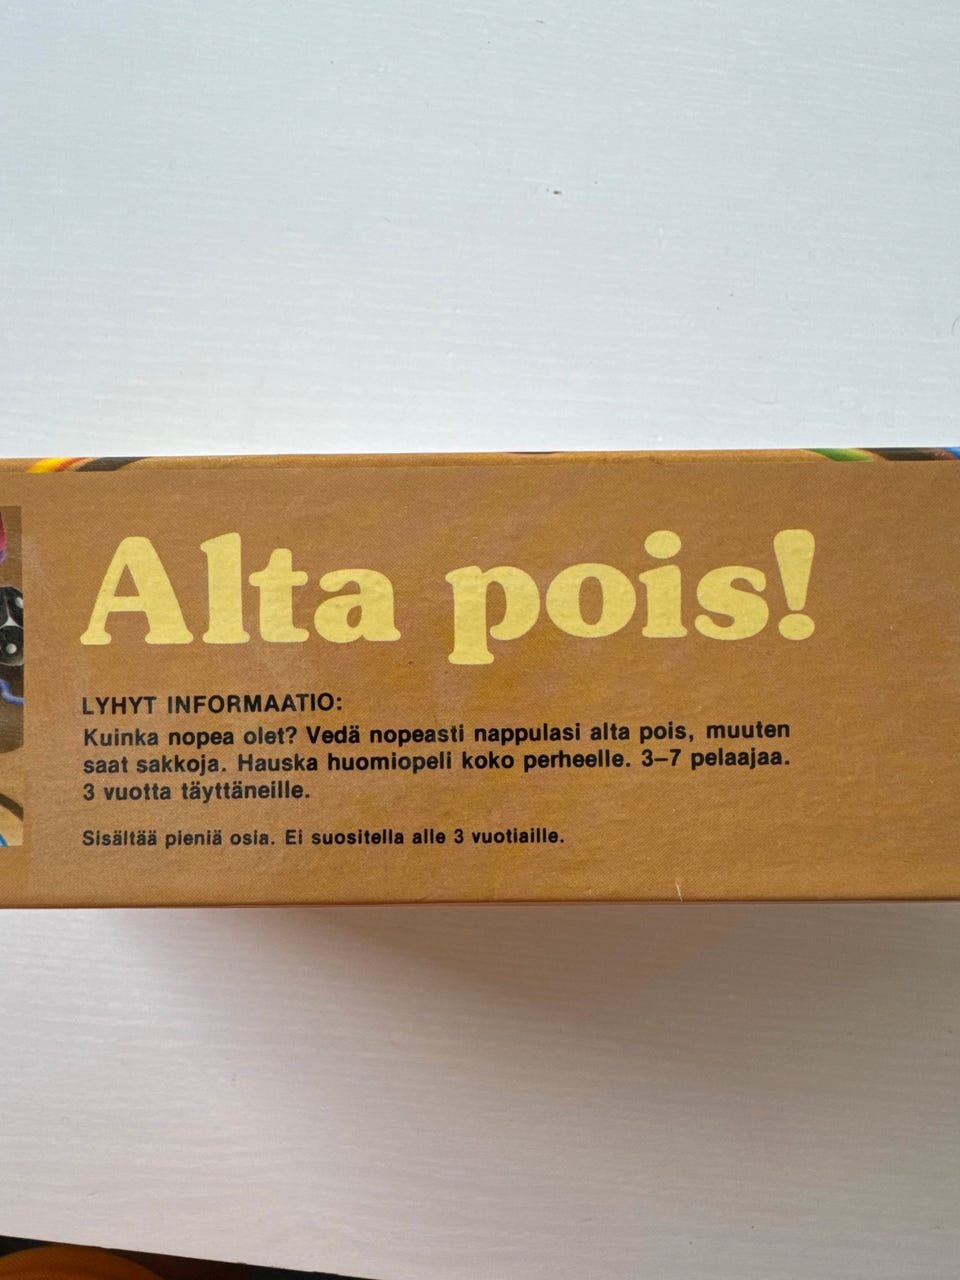 Alta pois!
LYHYT INFORMAATIO:
Kuinka nopea olet? Vedä nopeasti nappulasi alta pois, muuten
saat sakkoja. Hauska huomiopeli koko perheelle. 3–7 pelaajaa.
3 vuotta täyttäneille.
Sisältää pieniä osia. Ei suositella alle 3 vuotiaille.